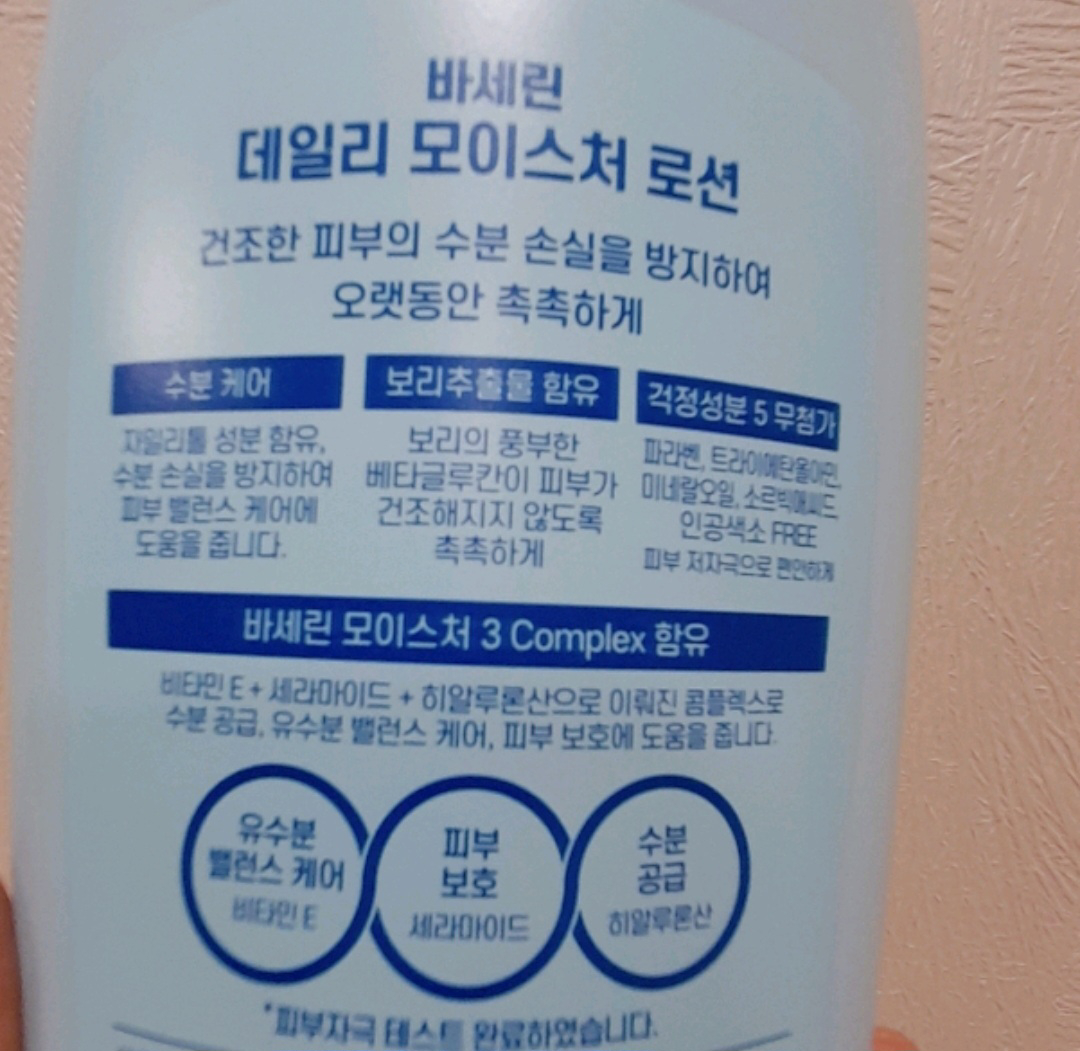 바세린
데일리 모이스처 로션
건조한 피부의 수분 손실을 방지하여
오랫동안 촉촉하게
수분 케어
자일리톨 성분 함유,
수분 손실을 방지하여
피부 밸런스 케어에
도움을 줍니다.
보리추출물 함유
보리의 풍부한
베타글루칸이 피부가
건조해지지 않도록
촉촉하게
걱정성분 5 무첨가
파라벤, 트라이에탄올아민,
미네랄오일, 소르빅애씨드,
인공색소 FREE
피부 저자극으로 편안하게
바세린 모이스처 3 Complex 함유
비타민 E + 세라마이드 + 히알루론산으로 이뤄진 콤플렉스로
수분 공급, 유수분 밸런스 케어, 피부 보호에 도움을 줍니다.
유수분
밸런스 케어
비타민 E
피부
보호
세라마이드
수분
공급
히알루론산
*피부자극 테스트 완료하였습니다.